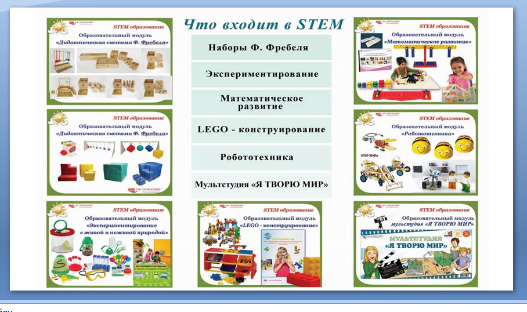 Что входит в STEM
Наборы Ф. Фребеля
Экспериментирование
Математическое
развитие
LEGO - конструирование
Робототехника
Мультстудия «Я ТВОРЮ МИР»
STEM образование
Образовательный модуль
«Дидактическая система Ф. Фребеля»
STEM образование
Образовательный модуль
«Дидактическая система Ф. Фребеля»
STEM образование
Образовательный модуль
«Экспериментирование
с живой и неживой природой»
STEM образование
Образовательный модуль
«LEGO - конструирование»
STEM образование
Образовательный модуль
«Математическое развитие»
STEM образование
Образовательный модуль
«Робототехника»
STEM образование
Образовательный модуль
мультстудия «Я ТВОРЮ МИР»
МУЛЬТСТУДИЯ
«Я ТВОРЮ МИР»